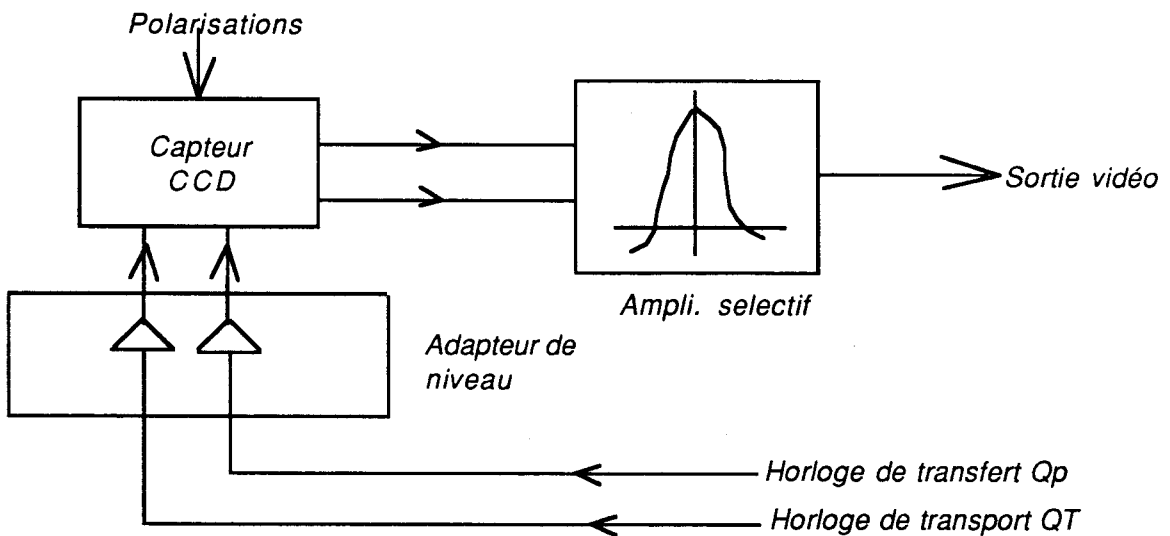 Polarisations
Capteur
CCD
Sortie vidéo
Ampli. selectif
Adapteur de
niveau
Horloge de transfert Qp
Horloge de transport QT